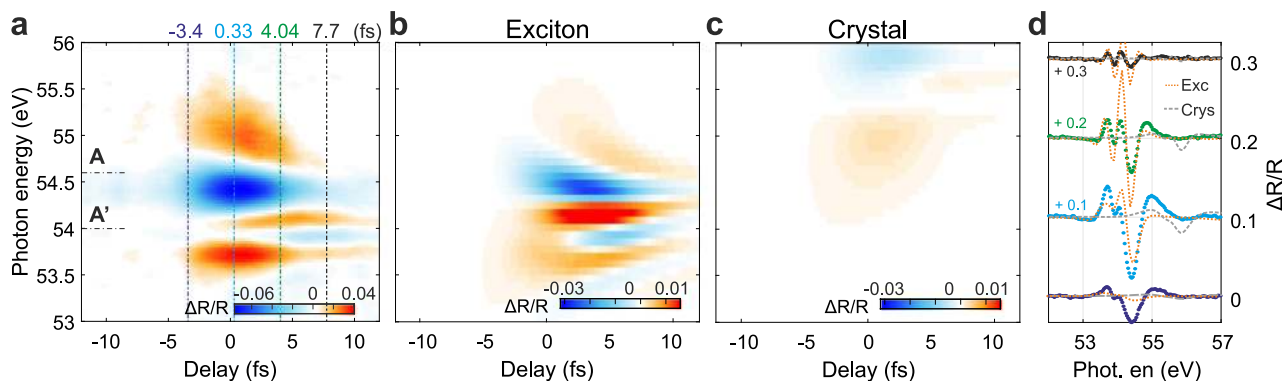 a
-3.4 0.33 4.04 7.7 (fs)
56
55
54.5
54
53.5
53
Photon energy (eV)
A
A'
-0.06 0 0.04
ΔR/R
-10 -5 0 5 10
Delay (fs)
b
Exciton
-0.03 0 0.01
ΔR/R
-10 -5 0 5 10
Delay (fs)
c
Crystal
-0.03 0 0.01
ΔR/R
-10 -5 0 5 10
Delay (fs)
d
+ 0.3
+ 0.2
+ 0.1
Exc
Crys
0.3
0.2
0.1
0
ΔR/R
53 55 57
Phot. en (eV)